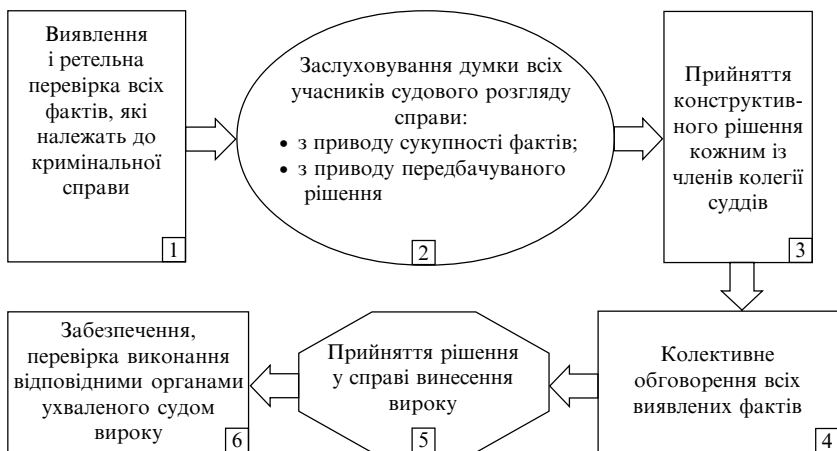 Виявлення
і ретельна
перевірка всіх
фактів, які
належать до
кримінальної
справи
1
Заслуховування думки всіх
учасників судового розгляду
справи:
• з приводу сукупності фактів;
• з приводу передбачуваного
рішення
2
Прийняття
конструктив-
ного рішення
кожним із
членів колегії
суддів
3
Колективне
обговорення всіх
виявлених фактів
4
Прийняття рішення
у справі винесення
вироку
5
Забезпечення,
перевірка виконання
відповідними органами
ухваленого судом
вироку
6